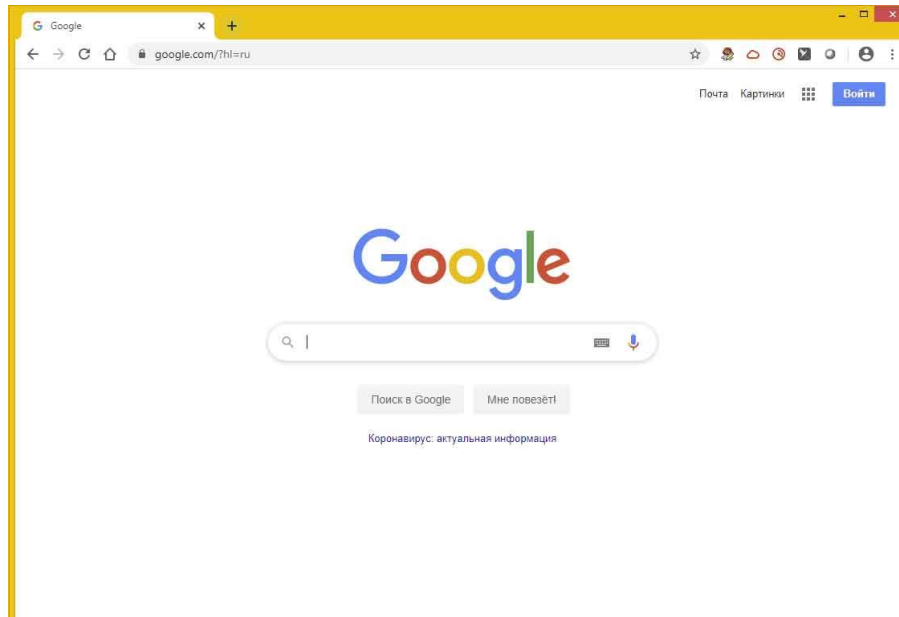 Google
google.com/?hl=ru
Почта Картинки Войти
Google
Поиск в Google Мне повезёт!
Коронавирус: актуальная информация